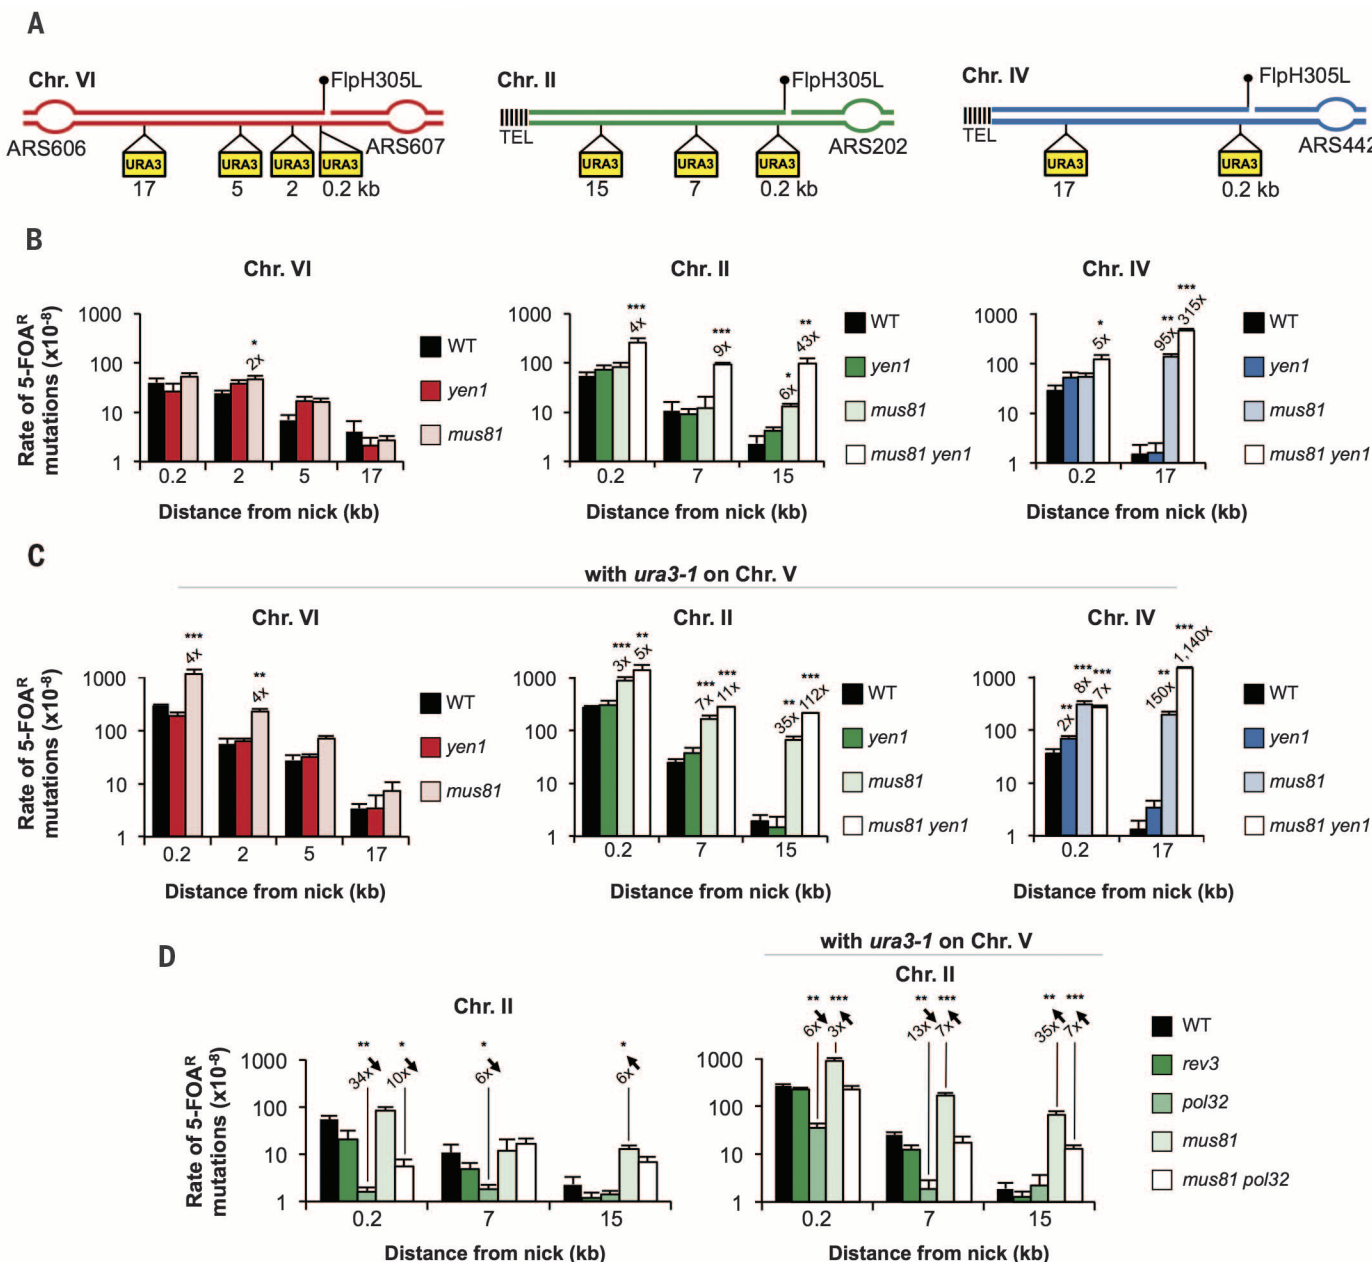 A
Chr. VI
FlpH305L
ARS606
ARS607
URA3 URA3 URA3 URA3
17 5 2 0.2 kb
Chr. II
FlpH305L
TEL
ARS202
URA3 URA3 URA3
15 7 0.2 kb
Chr. IV
FlpH305L
TEL
ARS442
URA3 URA3
17 0.2 kb
B
Chr. VI
Rate of 5-FOAᴿ
mutations (x10⁻⁸)
1000
100
10
1
*
2x
0.2 2 5 17
Distance from nick (kb)
WT
yen1
mus81
Chr. II
1000
100
10
1
*** *** **
4x 9x 43x
*
6x
0.2 7 15
Distance from nick (kb)
WT
yen1
mus81
mus81 yen1
Chr. IV
1000
100
10
1
* ** ***
5x 95x 315x
0.2 17
Distance from nick (kb)
WT
yen1
mus81
mus81 yen1
C
with ura3-1 on Chr. V
Chr. VI
Rate of 5-FOAᴿ
mutations (x10⁻⁸)
1000
100
10
1
*** **
4x 4x
0.2 2 5 17
Distance from nick (kb)
WT
yen1
mus81
Chr. II
1000
100
10
1
*** ** *** *** ** ***
3x 5x 7x 11x 35x 112x
0.2 7 15
Distance from nick (kb)
WT
yen1
mus81
mus81 yen1
Chr. IV
1000
100
10
1
** *** *** ** ***
2x 8x 7x 150x 1,140x
0.2 17
Distance from nick (kb)
WT
yen1
mus81
mus81 yen1
D
Chr. II
Rate of 5-FOAᴿ
mutations (x10⁻⁸)
1000
100
10
1
** * * *
34x 10x 6x 6x
0.2 7 15
Distance from nick (kb)
with ura3-1 on Chr. V
Chr. II
1000
100
10
1
** *** ** *** ** ***
6x 3x 13x 7x 35x 7x
0.2 7 15
Distance from nick (kb)
WT
rev3
pol32
mus81
mus81 pol32